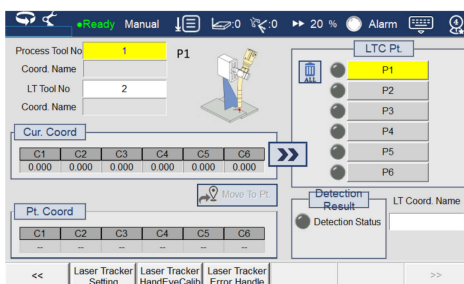 Ready Manual :0 :0 20 % Alarm 4
Process Tool No 1 P1 LTC Pt.
Coord. Name ALL P1
LT Tool No 2 P2
Coord. Name P3
Cur. Coord P4
C1 C2 C3 C4 C5 C6 P5
0.000 0.000 0.000 0.000 0.000 0.000 P6
Move To Pt.
Detection Result LT Coord. Name
Pt. Coord Detection Status
C1 C2 C3 C4 C5 C6
-- -- -- -- -- --
<< Laser Tracker Setting Laser Tracker HandEyeCalib Laser Tracker Error Handle >>